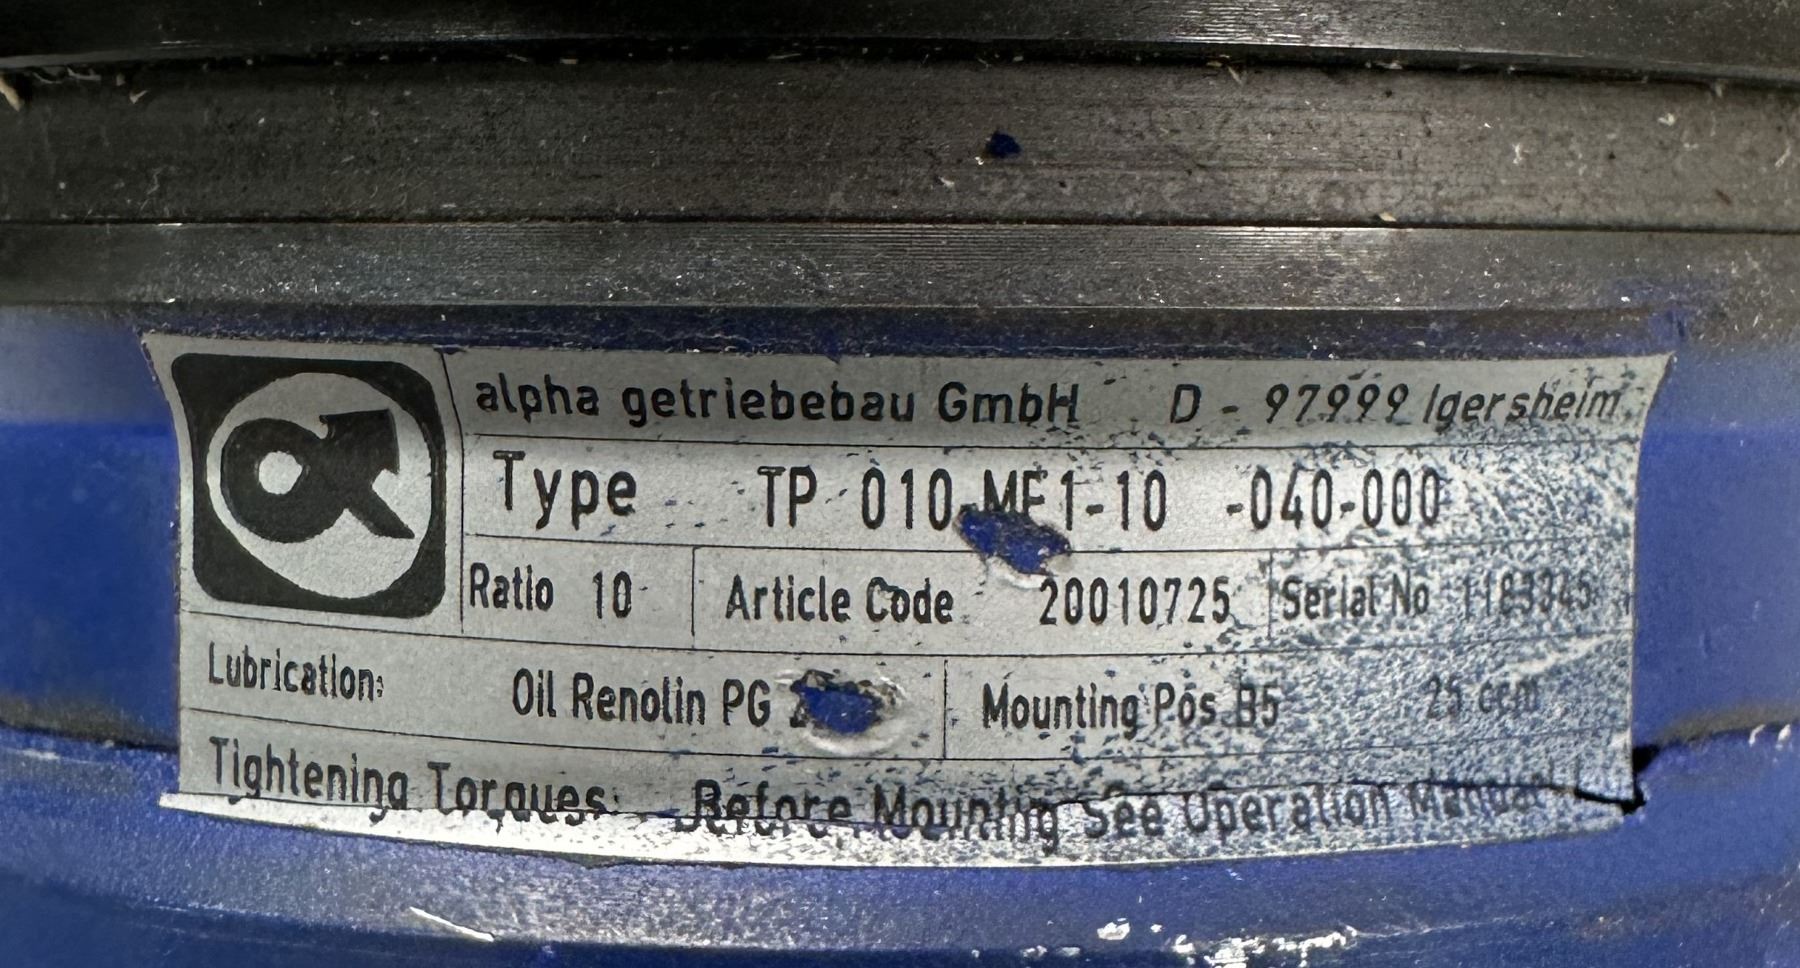 alpha getriebebau GmbH D - 97999 Igersheim
Type TP 010-MF1-10 -040-000
Ratio 10 Article Code 20010725 Serial No
Lubrication: Oil Renolin PG Mounting Pos B5 25 ccm
Tightening Torques: Before Mounting See Operation Manual